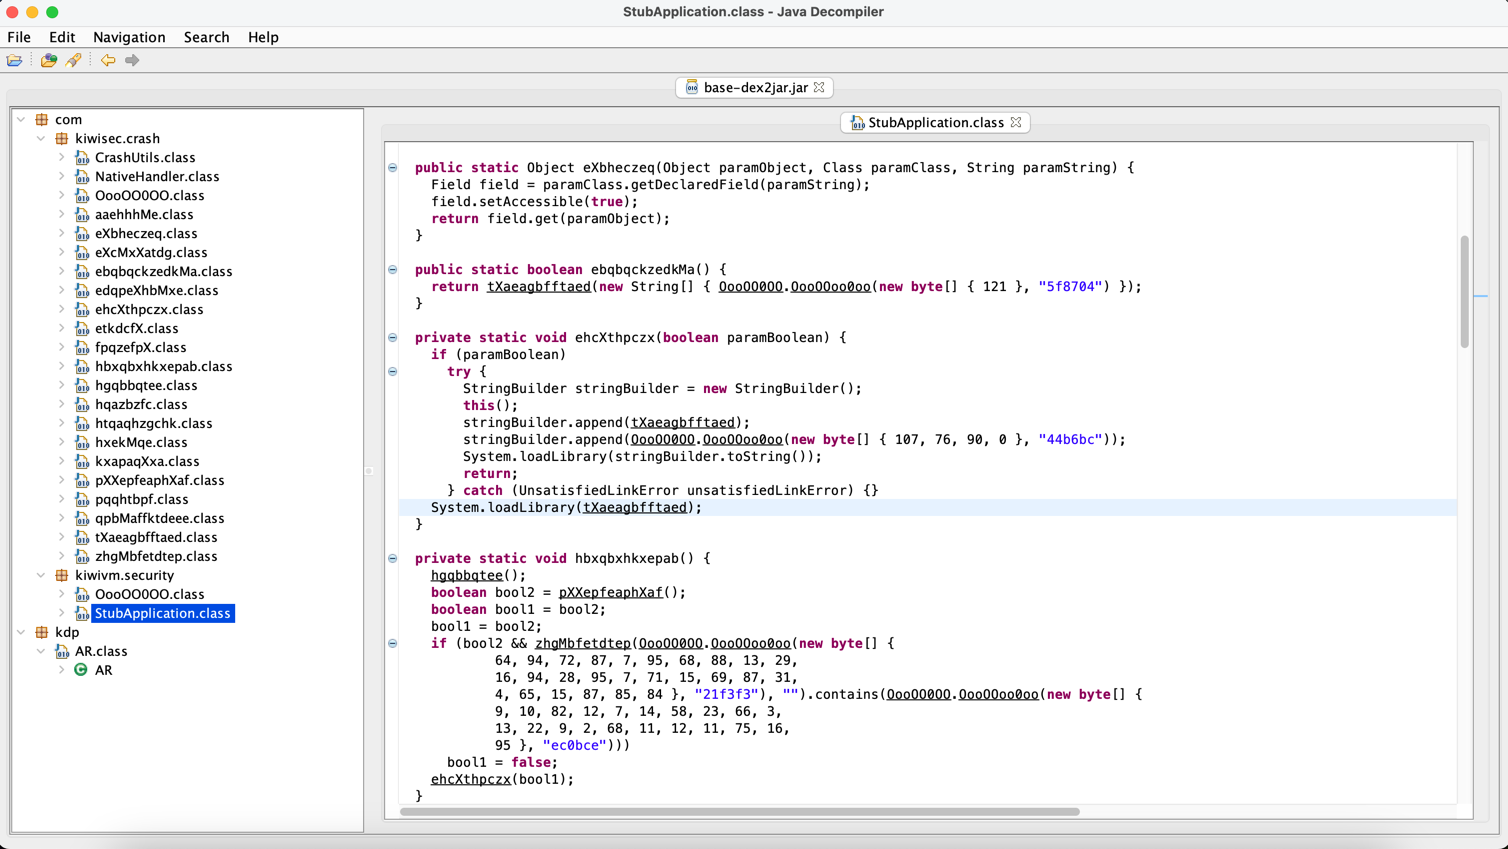 StubApplication.class - Java Decompiler
File Edit Navigation Search Help
base-dex2jar.jar
com
kiwisec.crash
CrashUtils.class
NativeHandler.class
OooOO0OO.class
aaehhhMe.class
eXbheczeq.class
eXcMxXatdg.class
ebqbqckzedkMa.class
edqpeXhbMxe.class
ehcXthpczx.class
etkdcfX.class
fpqzefpX.class
hbxqbxhkxepab.class
hgqbbqtee.class
hqazbzfc.class
htqaqhzgchk.class
hxekMqe.class
kxapaqXxa.class
pXXepfeaphXaf.class
pqqhtbpf.class
qpbMaffktdeee.class
tXaeagbfftaed.class
zhgMbfetdtep.class
kiwivm.security
OooOO0OO.class
StubApplication.class
kdp
AR.class
AR
StubApplication.class
public static Object eXbheczeq(Object paramObject, Class paramClass, String paramString) {
Field field = paramClass.getDeclaredField(paramString);
field.setAccessible(true);
return field.get(paramObject);
}
public static boolean ebqbqckzedkMa() {
return tXaeagbfftaed(new String[] { OooOO0OO.OooOOoo0oo(new byte[] { 121 }, "5f8704") });
}
private static void ehcXthpczx(boolean paramBoolean) {
if (paramBoolean)
try {
StringBuilder stringBuilder = new StringBuilder();
this();
stringBuilder.append(tXaeagbfftaed);
stringBuilder.append(OooOO0OO.OooOOoo0oo(new byte[] { 107, 76, 90, 0 }, "44b6bc"));
System.loadLibrary(stringBuilder.toString());
return;
} catch (UnsatisfiedLinkError unsatisfiedLinkError) {}
System.loadLibrary(tXaeagbfftaed);
}
private static void hbxqbxhkxepab() {
hgqbbqtee();
boolean bool2 = pXXepfeaphXaf();
boolean bool1 = bool2;
bool1 = bool2;
if (bool2 && zhgMbfetdtep(OooOO0OO.OooOOoo0oo(new byte[] {
64, 94, 72, 87, 7, 95, 68, 88, 13, 29,
16, 94, 28, 95, 7, 71, 15, 69, 87, 31,
4, 65, 15, 87, 85, 84 }, "21f3f3"), "").contains(OooOO0OO.OooOOoo0oo(new byte[] {
9, 10, 82, 12, 7, 14, 58, 23, 66, 3,
13, 22, 9, 2, 68, 11, 12, 11, 75, 16,
95 }, "ec0bce")))
bool1 = false;
ehcXthpczx(bool1);
}